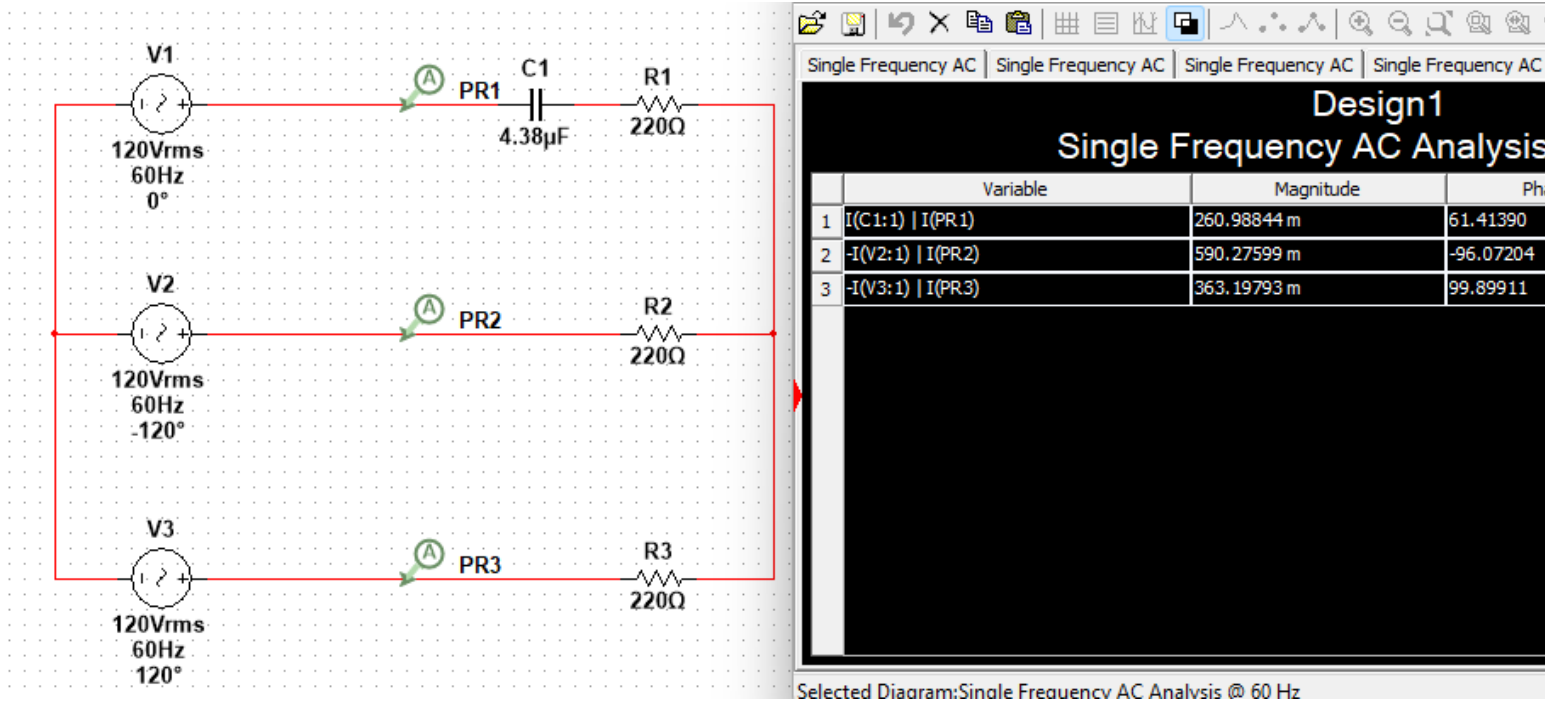 V1
120Vrms
60Hz
0°
A
PR1
C1
4.38µF
R1
220Ω
V2
120Vrms
60Hz
-120°
A
PR2
R2
220Ω
V3
120Vrms
60Hz
120°
A
PR3
R3
220Ω
Single Frequency AC Single Frequency AC Single Frequency AC Single Frequency AC
Design1
Single Frequency AC Analysis
Variable Magnitude Pha
1 I(C1:1) | I(PR1) 260.98844 m 61.41390
2 -I(V2:1) | I(PR2) 590.27599 m -96.07204
3 -I(V3:1) | I(PR3) 363.19793 m 99.89911
Selected Diagram:Single Frequency AC Analysis @ 60 Hz